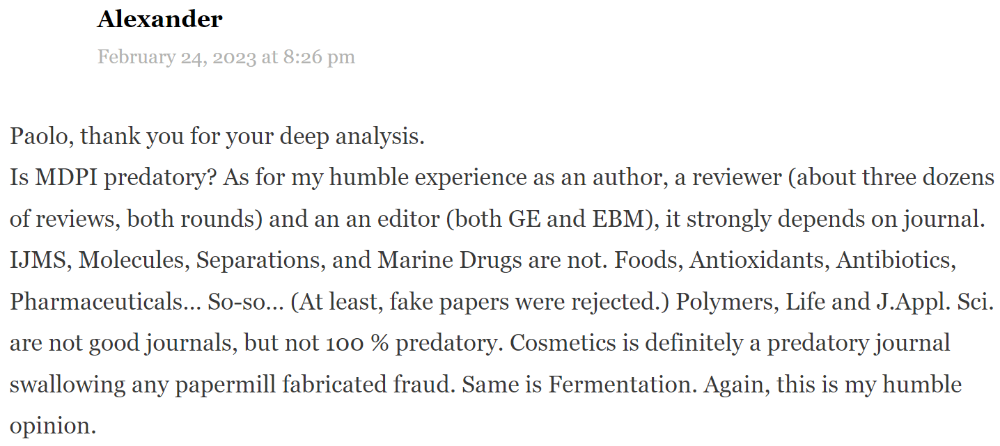 Alexander
February 24, 2023 at 8:26 pm
Paolo, thank you for your deep analysis.
Is MDPI predatory? As for my humble experience as an author, a reviewer (about three dozens
of reviews, both rounds) and an an editor (both GE and EBM), it strongly depends on journal.
IJMS, Molecules, Separations, and Marine Drugs are not. Foods, Antioxidants, Antibiotics,
Pharmaceuticals… So-so… (At least, fake papers were rejected.) Polymers, Life and J.Appl. Sci.
are not good journals, but not 100 % predatory. Cosmetics is definitely a predatory journal
swallowing any papermill fabricated fraud. Same is Fermentation. Again, this is my humble
opinion.